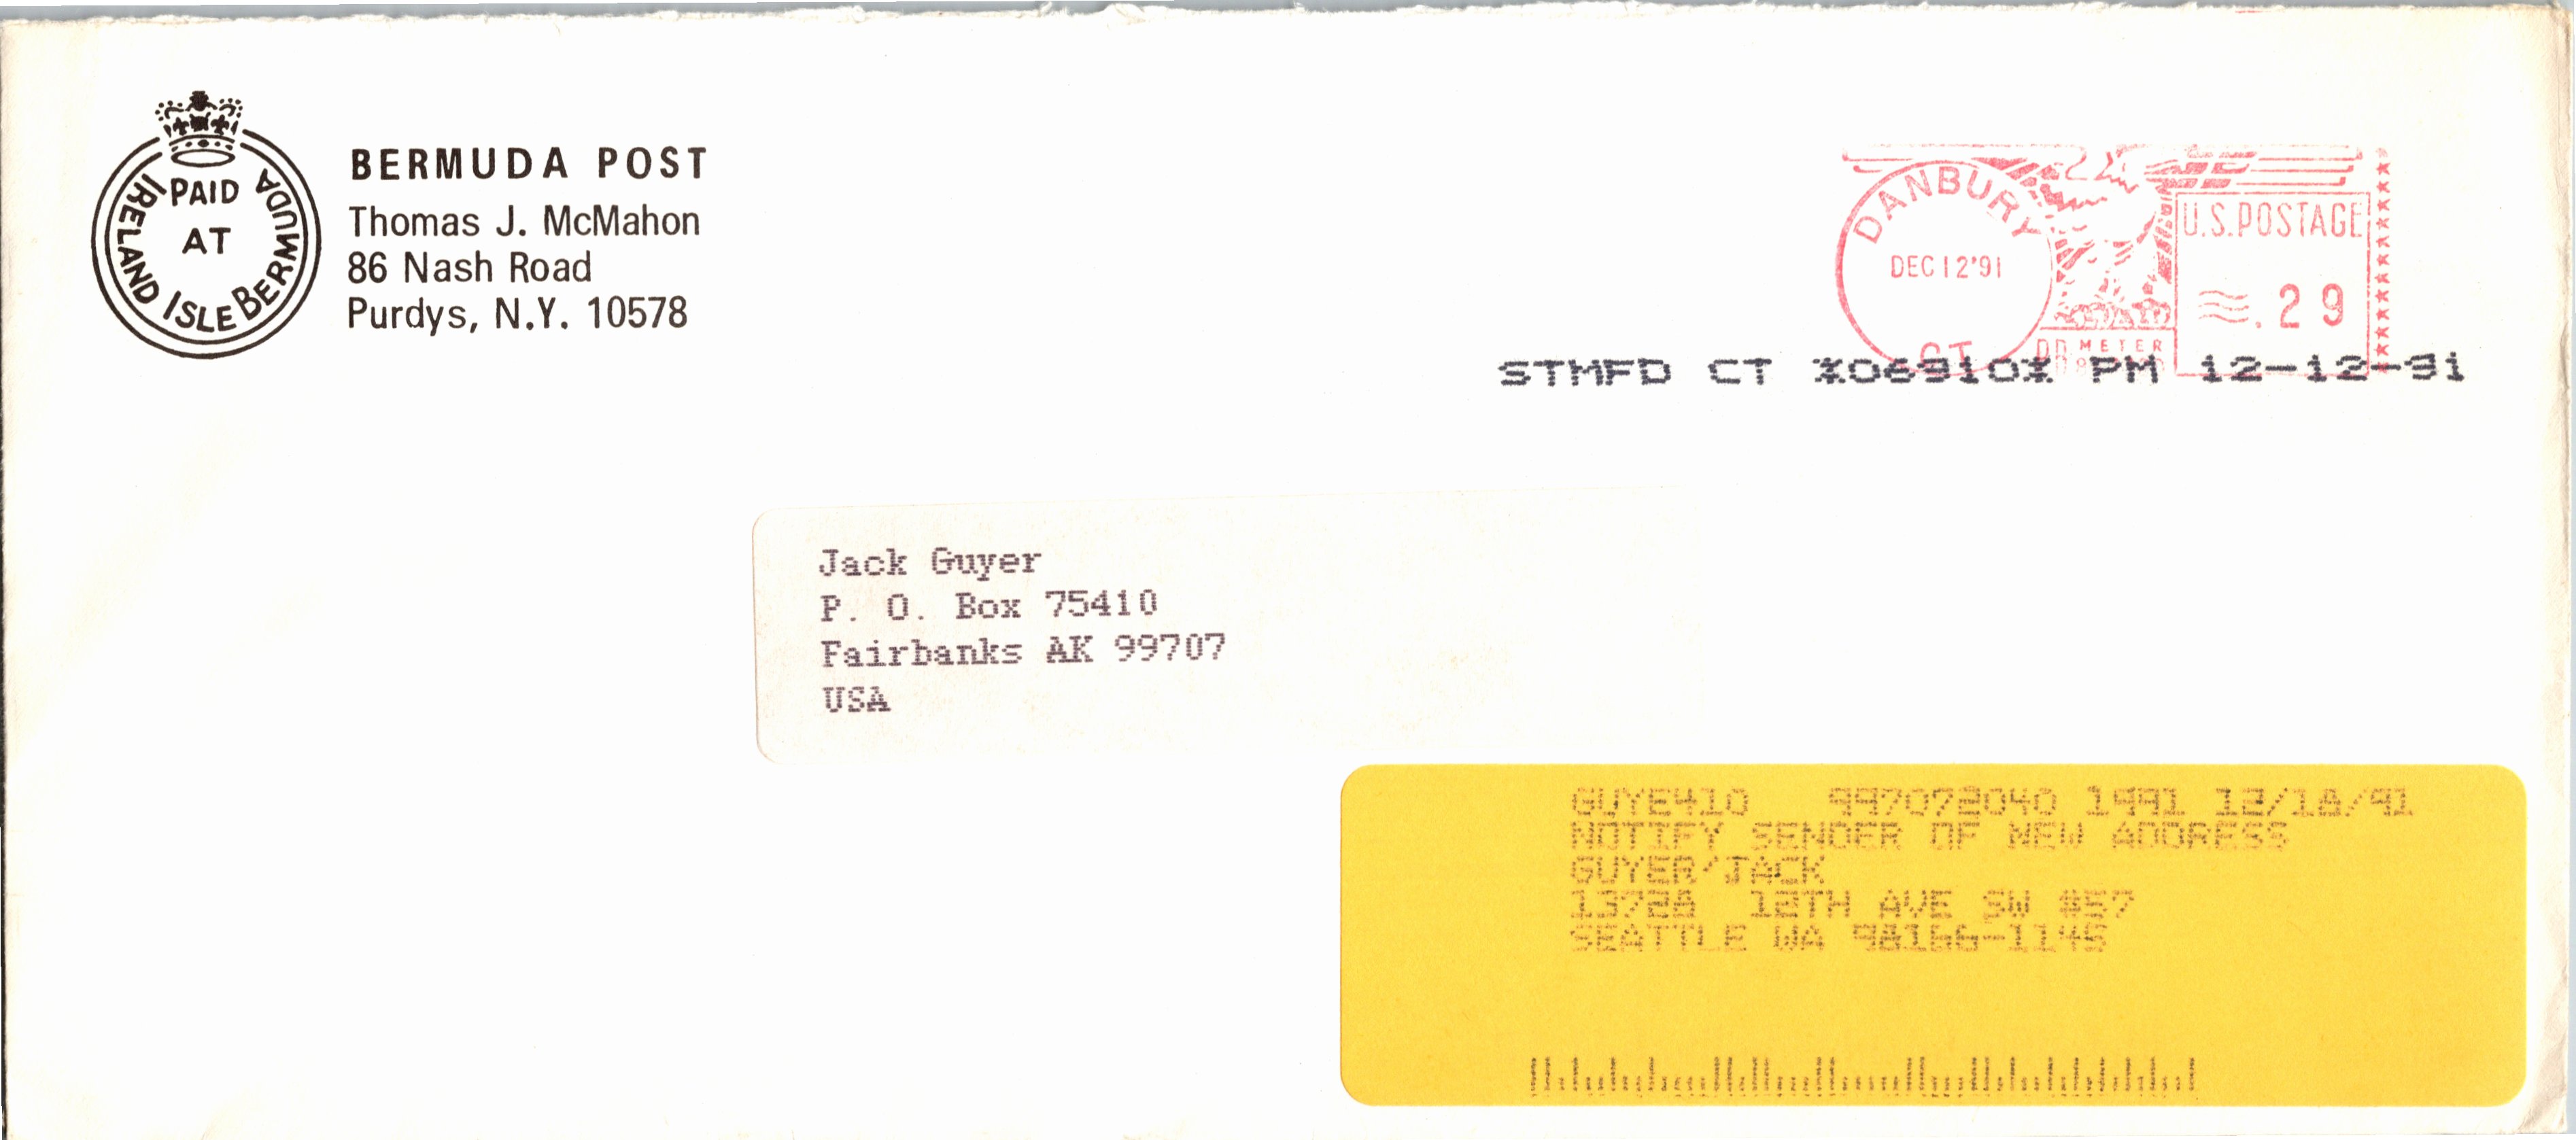 PAID
AT
IRELAND ISLE BERMUDA
BERMUDA POST
Thomas J. McMahon
86 Nash Road
Purdys, N.Y. 10578
DANBURY
DEC 12'91
CT
U.S. POSTAGE
.29
METER
STMFD CT *06910* PM 12-12-91
Jack Guyer
P. O. Box 75410
Fairbanks AK 99707
USA
GUYE410 997072040 1991 12/18/91
NOTIFY SENDER OF NEW ADDRESS
GUYER/JACK
13728 12TH AVE SW #57
SEATTLE WA 98166-1145